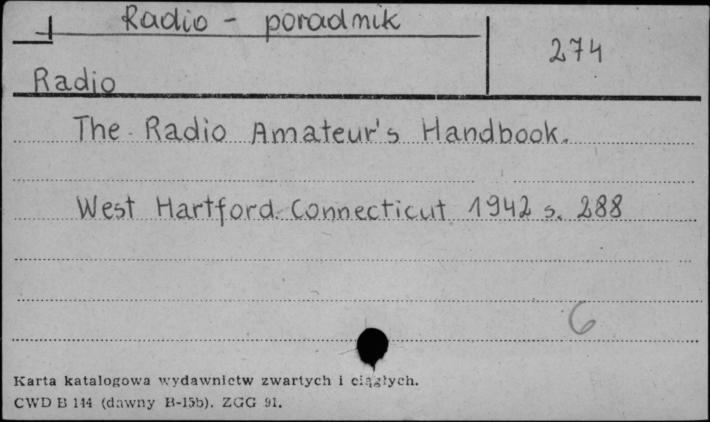 Radio - poradnik
274
Radio
The Radio Amateur's Handbook.
West Hartford Connecticut 1942 s. 288
6
Karta katalogowa wydawnictw zwartych i ciągłych.
CWD B 144 (dawny B-15b). ZGG 91.